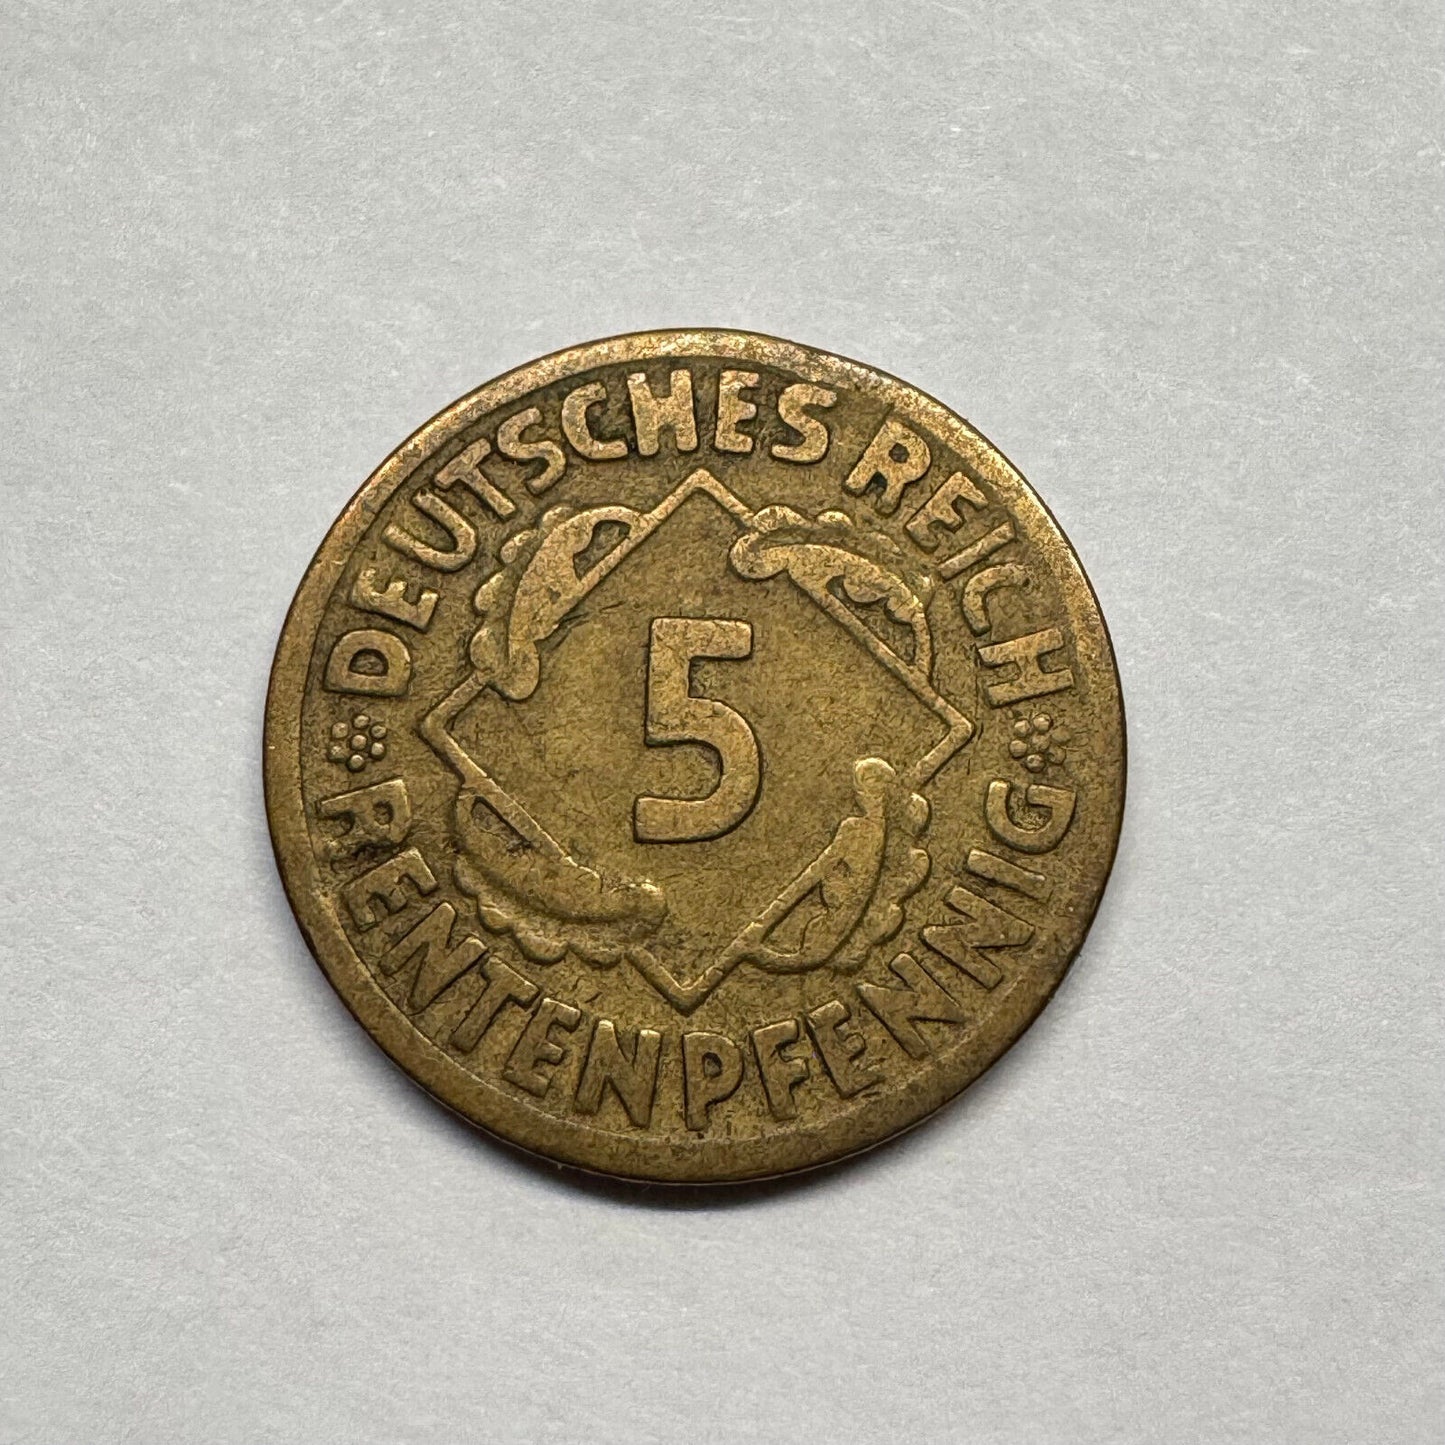 DEUTSCHES REICH
5
RENTENPFENNIG